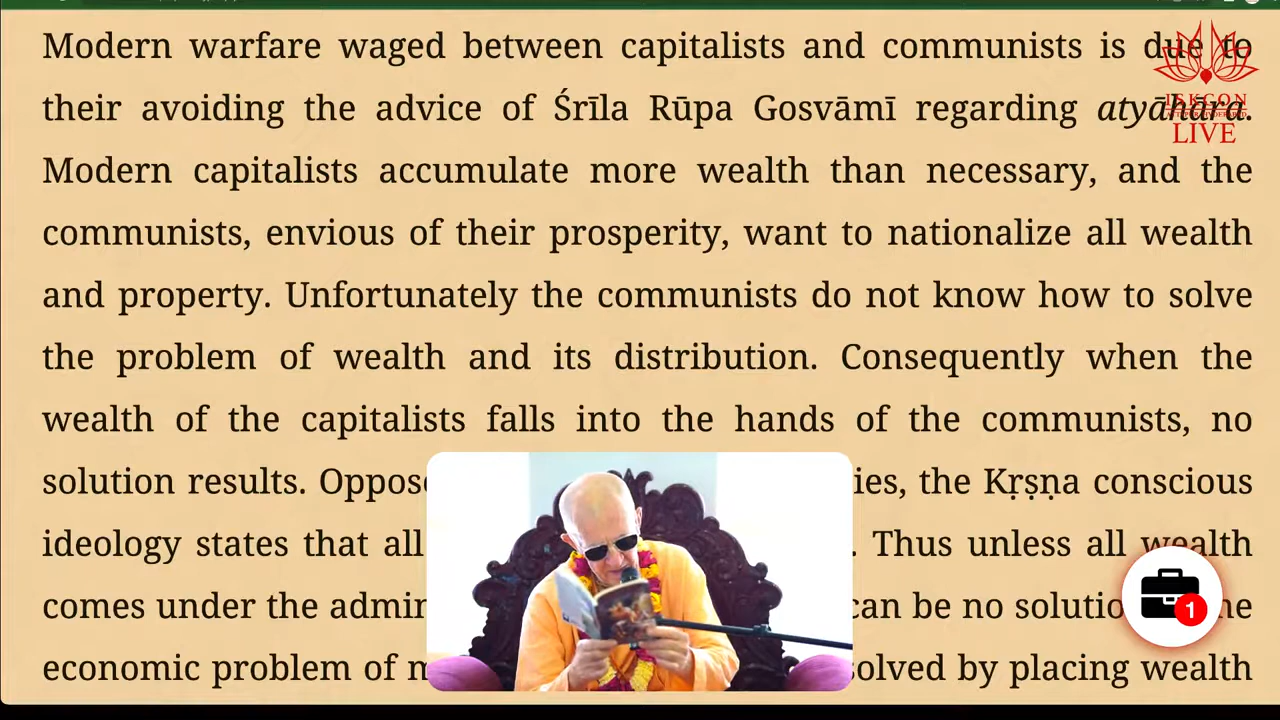 Modern warfare waged between capitalists and communists is due to
their avoiding the advice of Śrīla Rūpa Gosvāmī regarding atyāhāra.
Modern capitalists accumulate more wealth than necessary, and the
communists, envious of their prosperity, want to nationalize all wealth
and property. Unfortunately the communists do not know how to solve
the problem of wealth and its distribution. Consequently when the
wealth of the capitalists falls into the hands of the communists, no
solution results. the Kṛṣṇa conscious
ideology states that all . Thus unless all wealth
comes under the can be no
economic problem of by placing wealth
ISKCON
LIVE
1